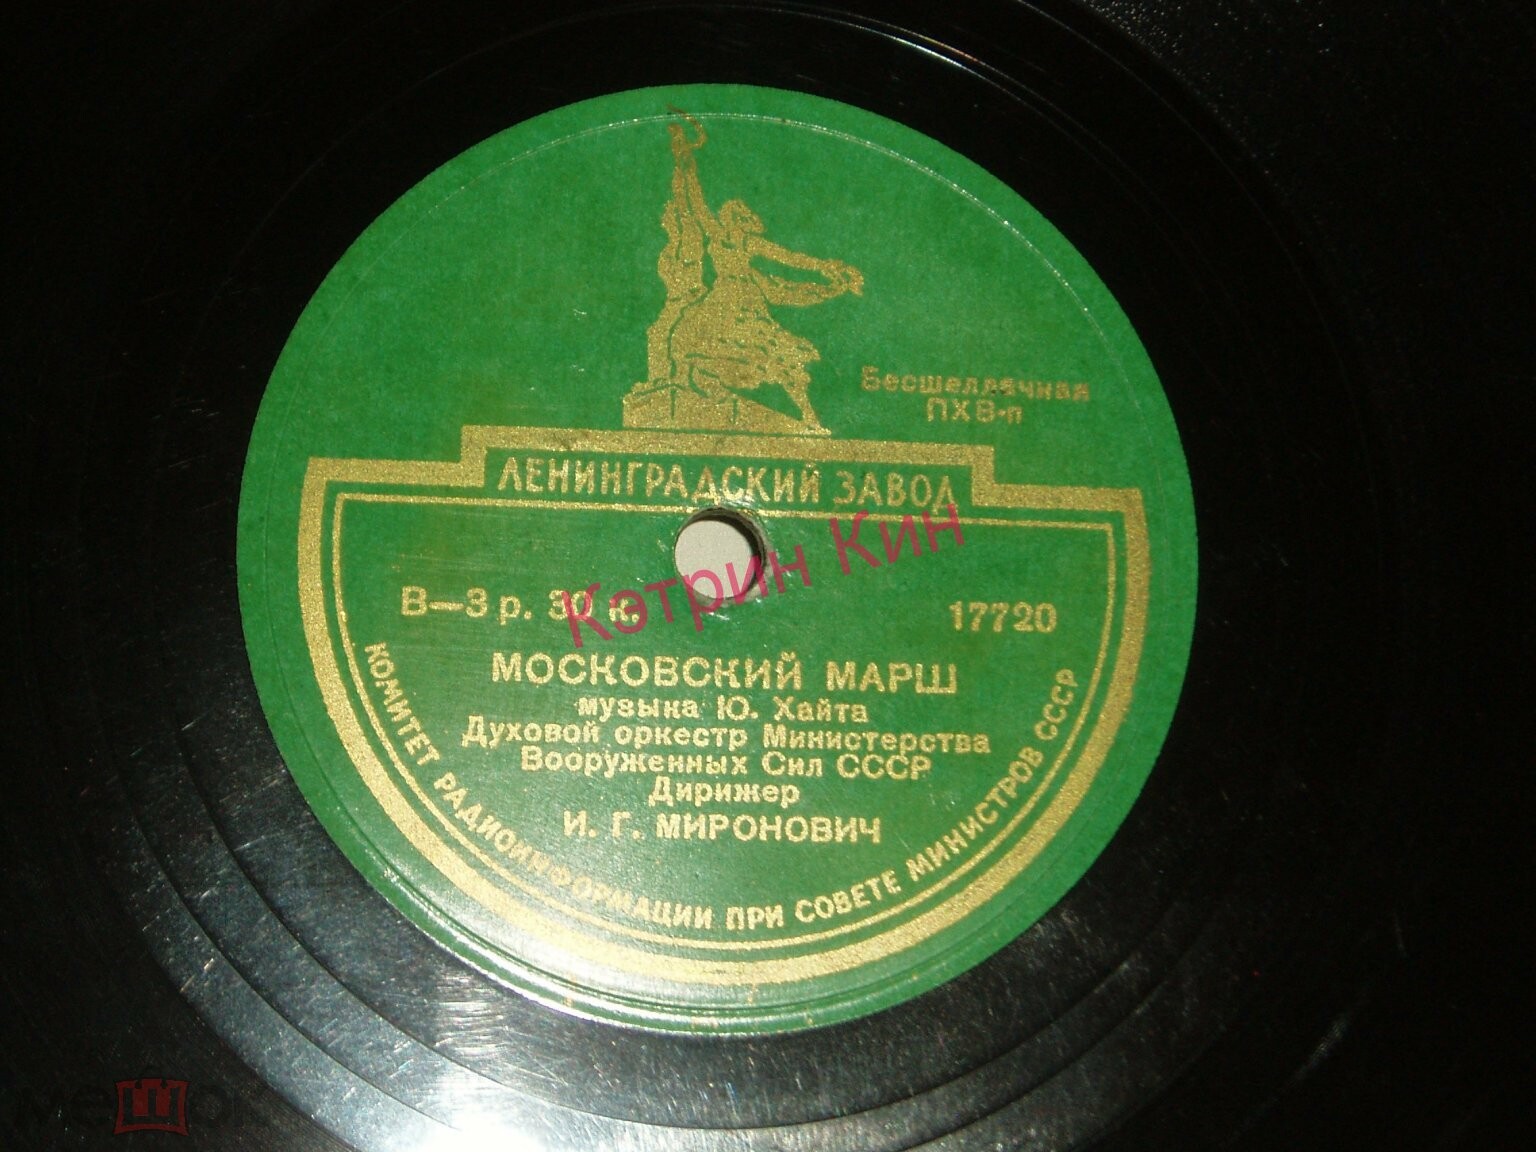 Бесшеллачная
ПХВ-п
ЛЕНИНГРАДСКИЙ ЗАВОД
Кэтрин Кин
В—3 р. 30 к.
17720
МОСКОВСКИЙ МАРШ
музыка Ю. Хайта
Духовой оркестр Министерства
Вооруженных Сил СССР
Дирижер
И. Г. МИРОНОВИЧ
КОМИТЕТ РАДИОИНФОРМАЦИИ ПРИ СОВЕТЕ МИНИСТРОВ СССР
мешок